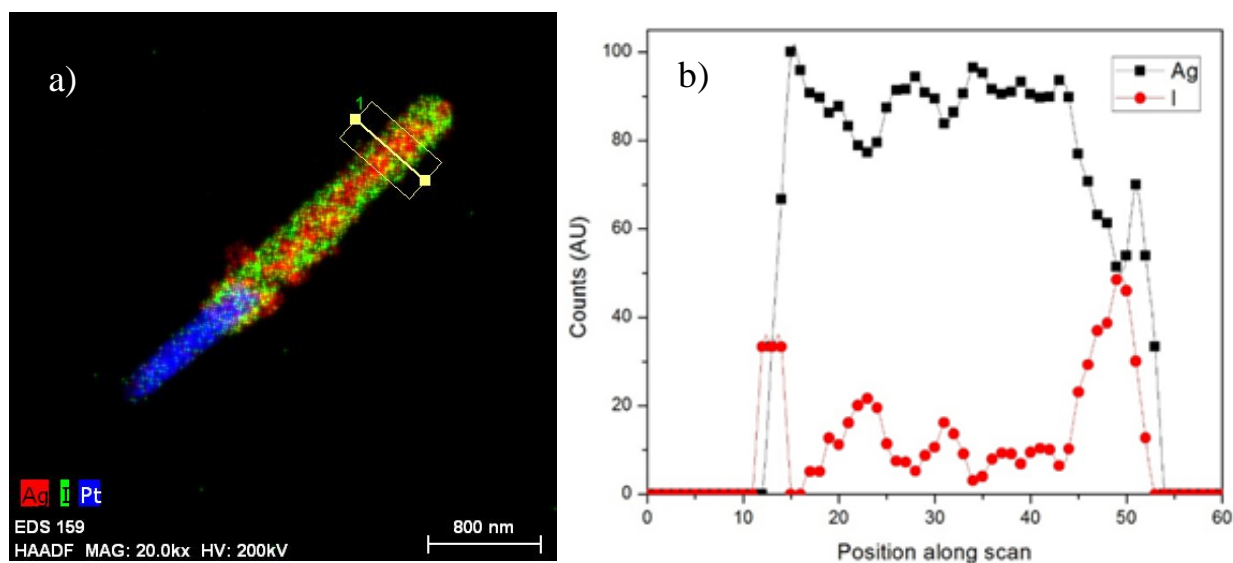 a)
1
Ag I Pt
EDS 159
HAADF MAG: 20.0kx HV: 200kV
800 nm
b)
Ag
I
100
80
60
40
20
0
Counts (AU)
0 10 20 30 40 50 60
Position along scan